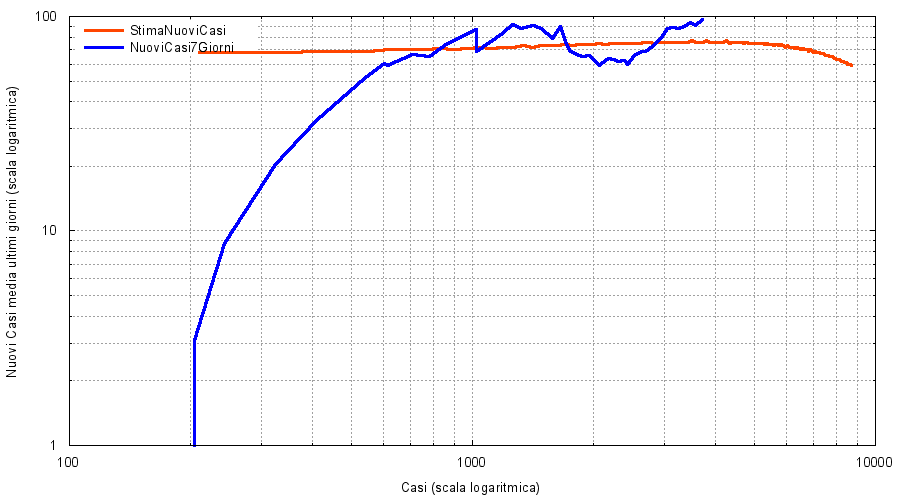 100
StimaNuoviCasi
NuoviCasi7Giorni
10
1
Nuovi Casi media ultimi giorni (scala logaritmica)
100
1000
10000
Casi (scala logaritmica)